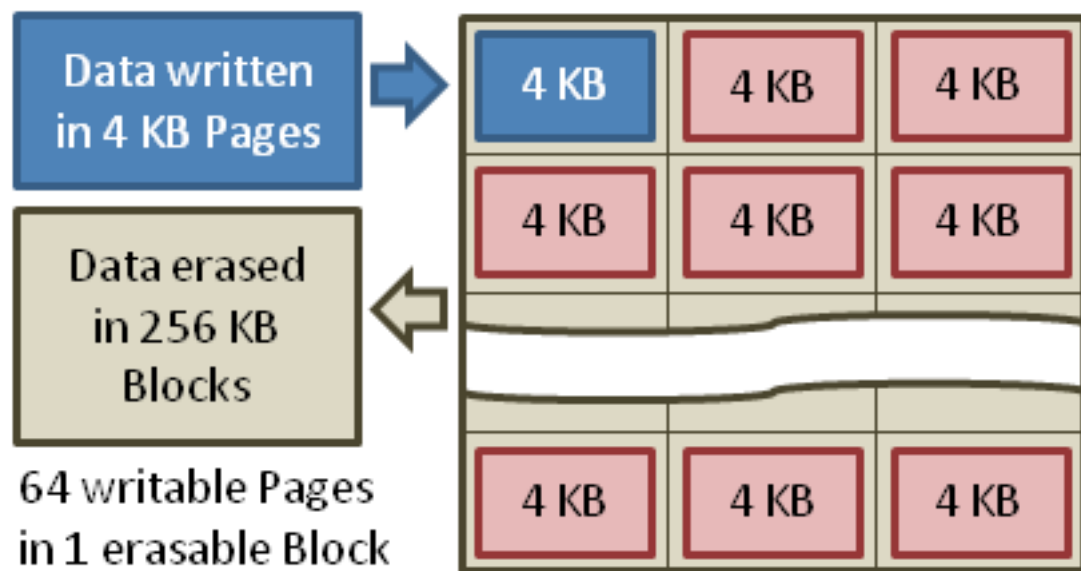 Data written
in 4 KB Pages
4 KB 4 KB 4 KB
4 KB 4 KB 4 KB
Data erased
in 256 KB
Blocks
4 KB 4 KB 4 KB
64 writable Pages
in 1 erasable Block